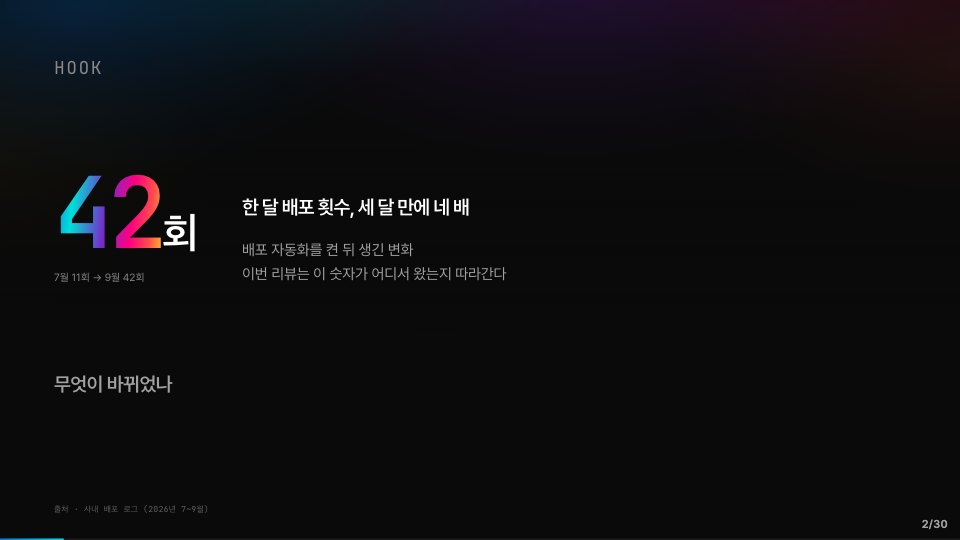 HOOK
42회
7월 11회 → 9월 42회
한 달 배포 횟수, 세 달 만에 네 배
배포 자동화를 켠 뒤 생긴 변화
이번 리뷰는 이 숫자가 어디서 왔는지 따라간다
무엇이 바뀌었나
출처 · 사내 배포 로그 (2026년 7~9월)
2/30